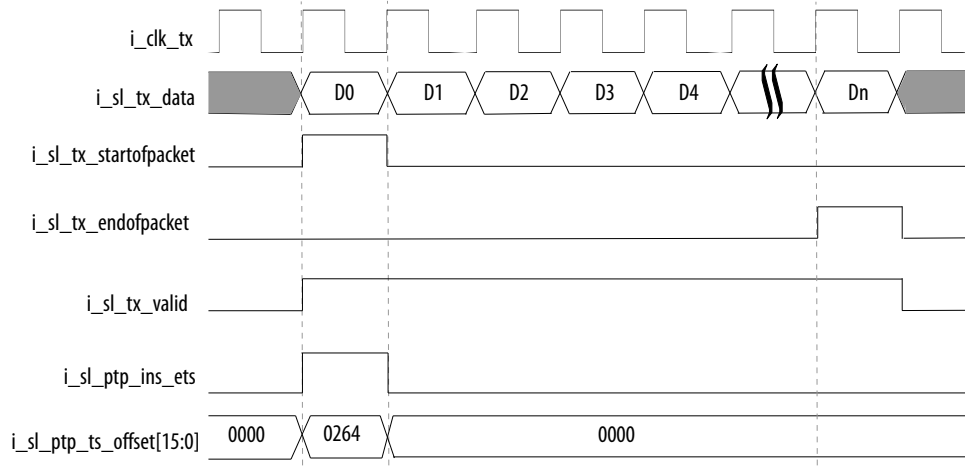 i_clk_tx
i_sl_tx_data D0 D1 D2 D3 D4 Dn
i_sl_tx_startofpacket
i_sl_tx_endofpacket
i_sl_tx_valid
i_sl_ptp_ins_ets
i_sl_ptp_ts_offset[15:0] 0000 0264 0000